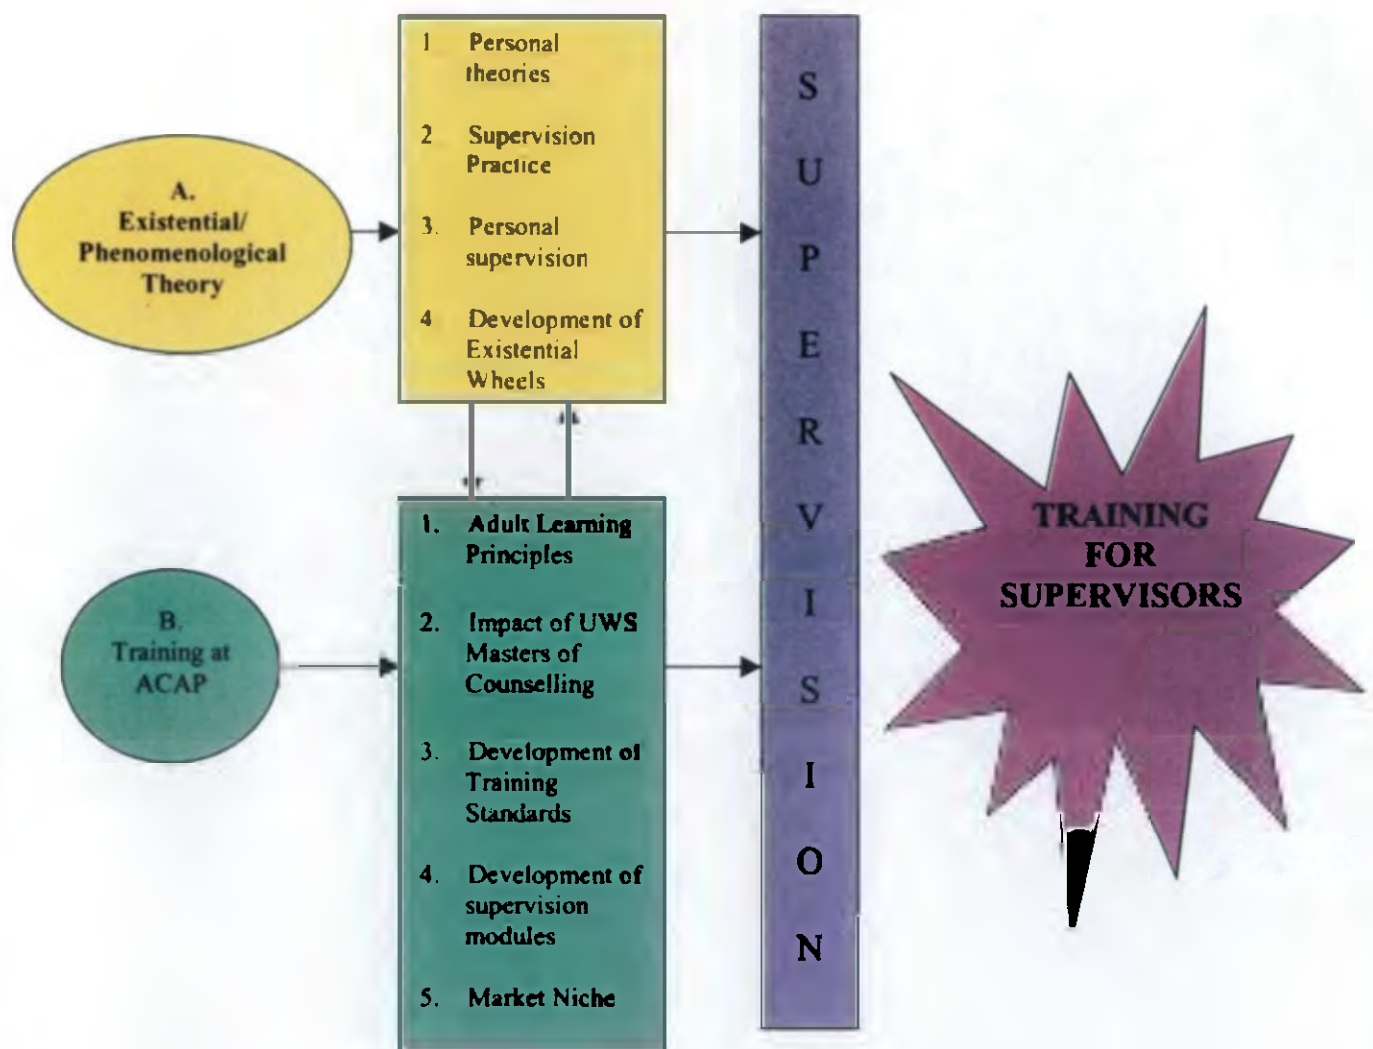 A.
Existential/
Phenomenological
Theory
1 Personal
theories
2 Supervision
Practice
3. Personal
supervision
4 Development of
Existential
Wheels
B.
Training at
ACAP
1. Adult Learning
Principles
2. Impact of UWS
Masters of
Counselling
3. Development of
Training
Standards
4. Development of
supervision
modules
5. Market Niche
S
U
P
E
R
V
I
S
I
O
N
TRAINING
FOR
SUPERVISORS